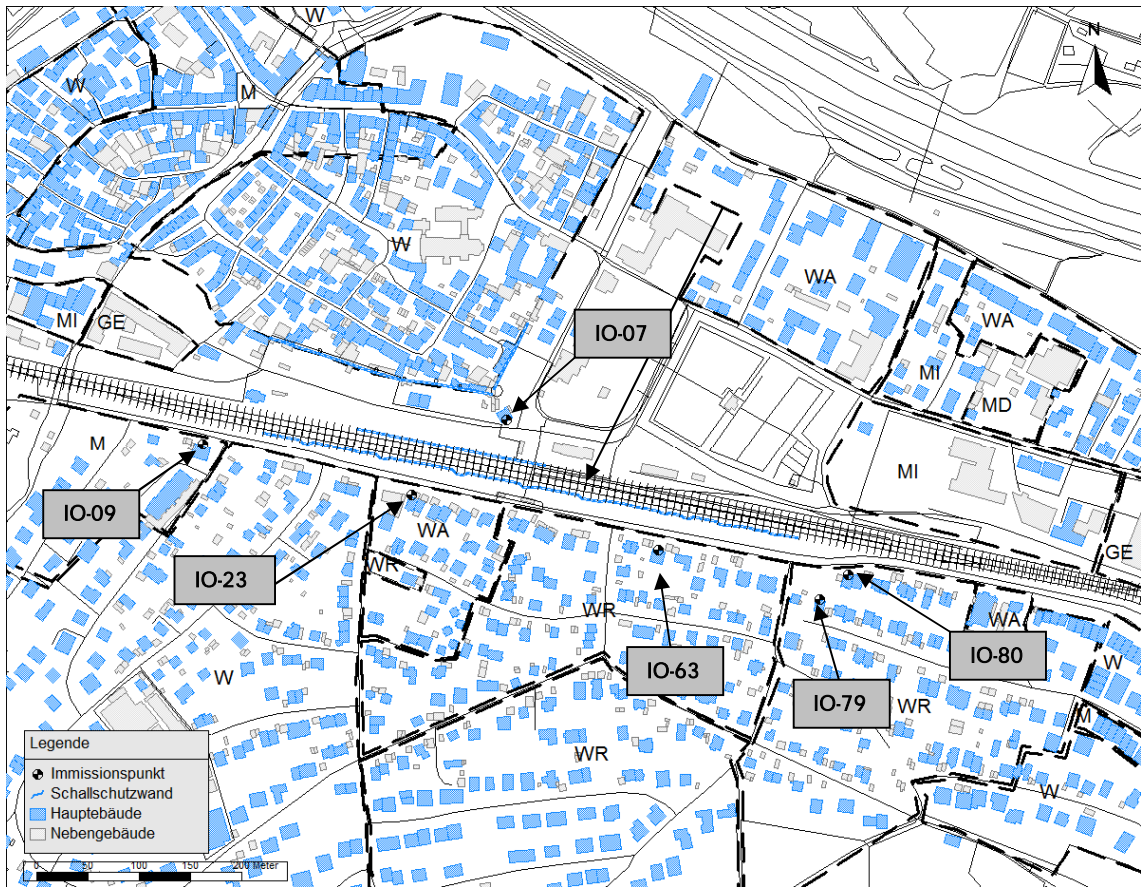 W
N
W
M
W
WA
IO-07
WA
MI
GE
MI
MD
M
MI
IO-09
IO-23
WA
GE
WR
WR
WA
IO-63
IO-80
W
IO-79
W
WR
M
WR
W
Legende
Immissionspunkt
Schallschutzwand
Hauptebäude
Nebengebäude
0 50 100 150 200 Meter